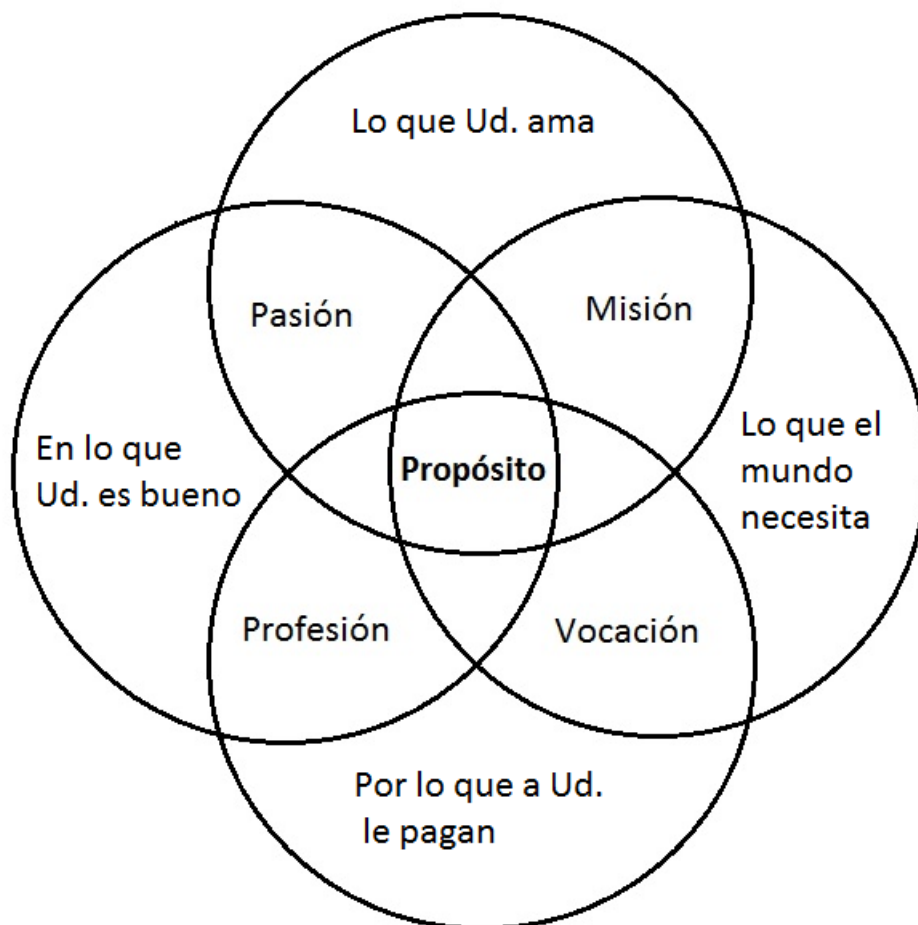 Lo que Ud. ama
Pasión
Misión
En lo que
Ud. es bueno
Propósito
Lo que el
mundo
necesita
Profesión
Vocación
Por lo que a Ud.
le pagan